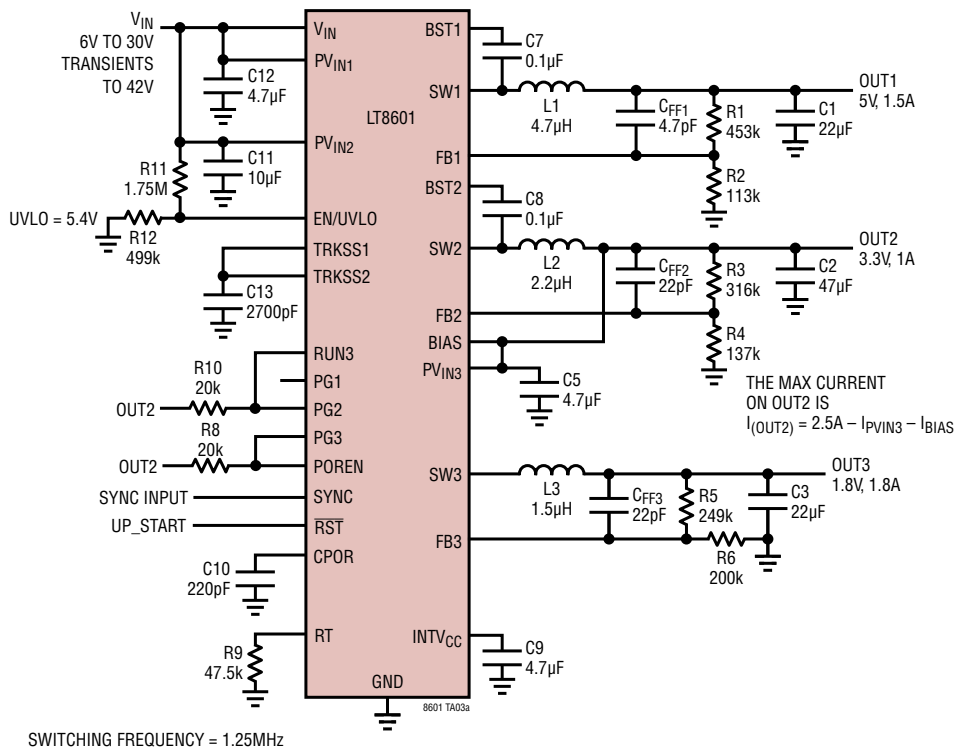 VIN
6V TO 30V
TRANSIENTS
TO 42V
C12
4.7µF
C11
10µF
R11
1.75M
UVLO = 5.4V
R12
499k
C13
2700pF
R10
20k
OUT2
R8
20k
OUT2
SYNC INPUT
UP_START
C10
220pF
R9
47.5k
VIN
PVIN1
LT8601
PVIN2
EN/UVLO
TRKSS1
TRKSS2
RUN3
PG1
PG2
PG3
POREN
SYNC
RST
CPOR
RT
GND
BST1
SW1
FB1
BST2
SW2
FB2
BIAS
PVIN3
SW3
FB3
INTVCC
C7
0.1µF
L1
4.7µH
CFF1
4.7pF
R1
453k
C1
22µF
OUT1
5V, 1.5A
R2
113k
C8
0.1µF
L2
2.2µH
CFF2
22pF
R3
316k
C2
47µF
OUT2
3.3V, 1A
R4
137k
C5
4.7µF
THE MAX CURRENT
ON OUT2 IS
I(OUT2) = 2.5A – IPVIN3 – IBIAS
L3
1.5µH
CFF3
22pF
R5
249k
C3
22µF
OUT3
1.8V, 1.8A
R6
200k
C9
4.7µF
8601 TA03a
SWITCHING FREQUENCY = 1.25MHz